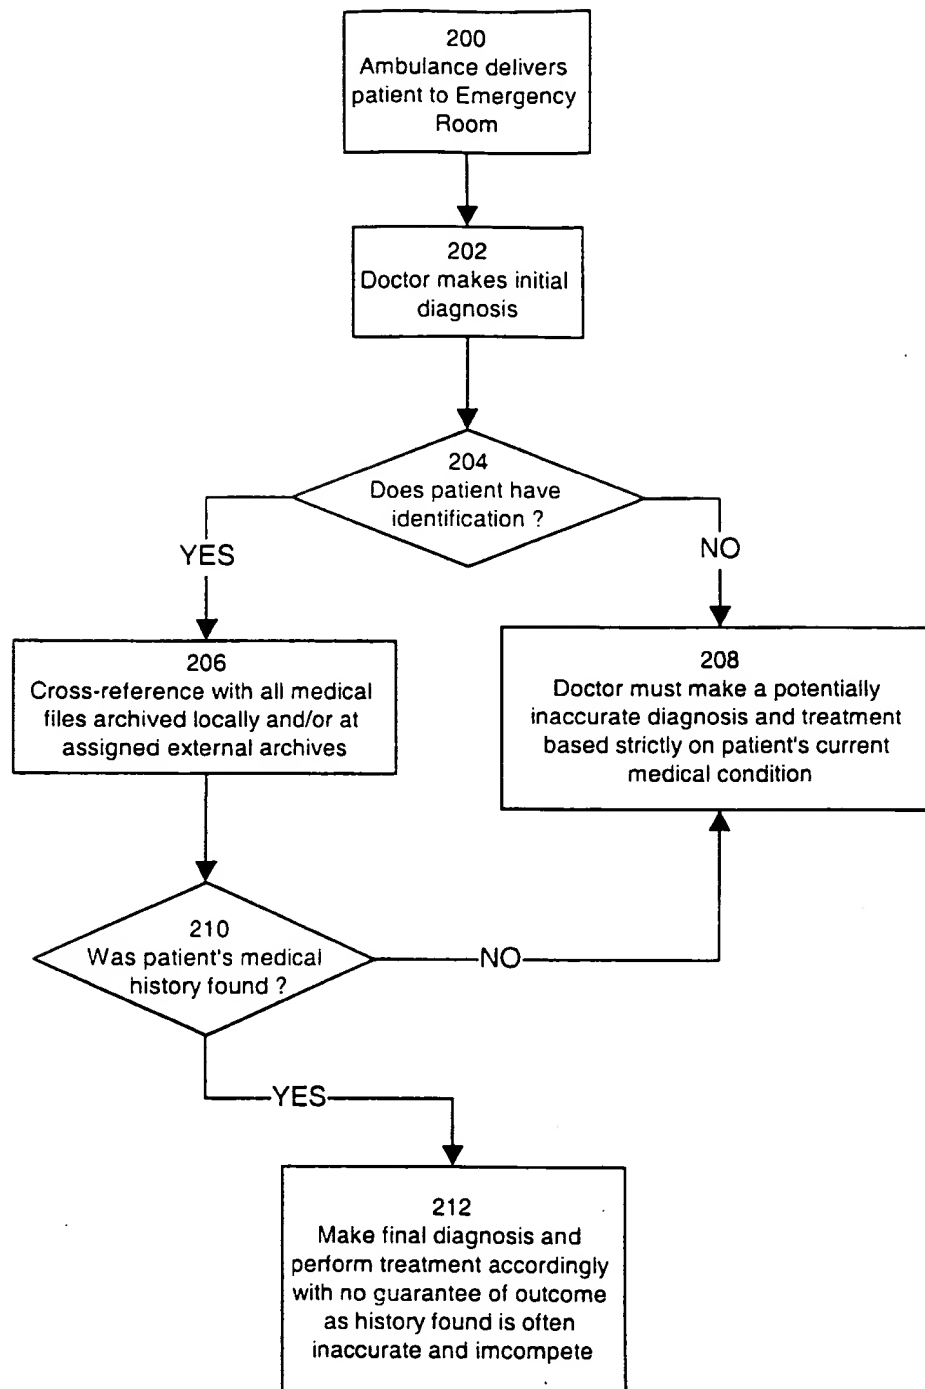 200
Ambulance delivers
patient to Emergency
Room
202
Doctor makes initial
diagnosis
204
Does patient have
identification ?
YES
NO
206
Cross-reference with all medical
files archived locally and/or at
assigned external archives
208
Doctor must make a potentially
inaccurate diagnosis and treatment
based strictly on patient's current
medical condition
210
Was patient's medical
history found ?
NO
YES
212
Make final diagnosis and
perform treatment accordingly
with no guarantee of outcome
as history found is often
inaccurate and imcompete